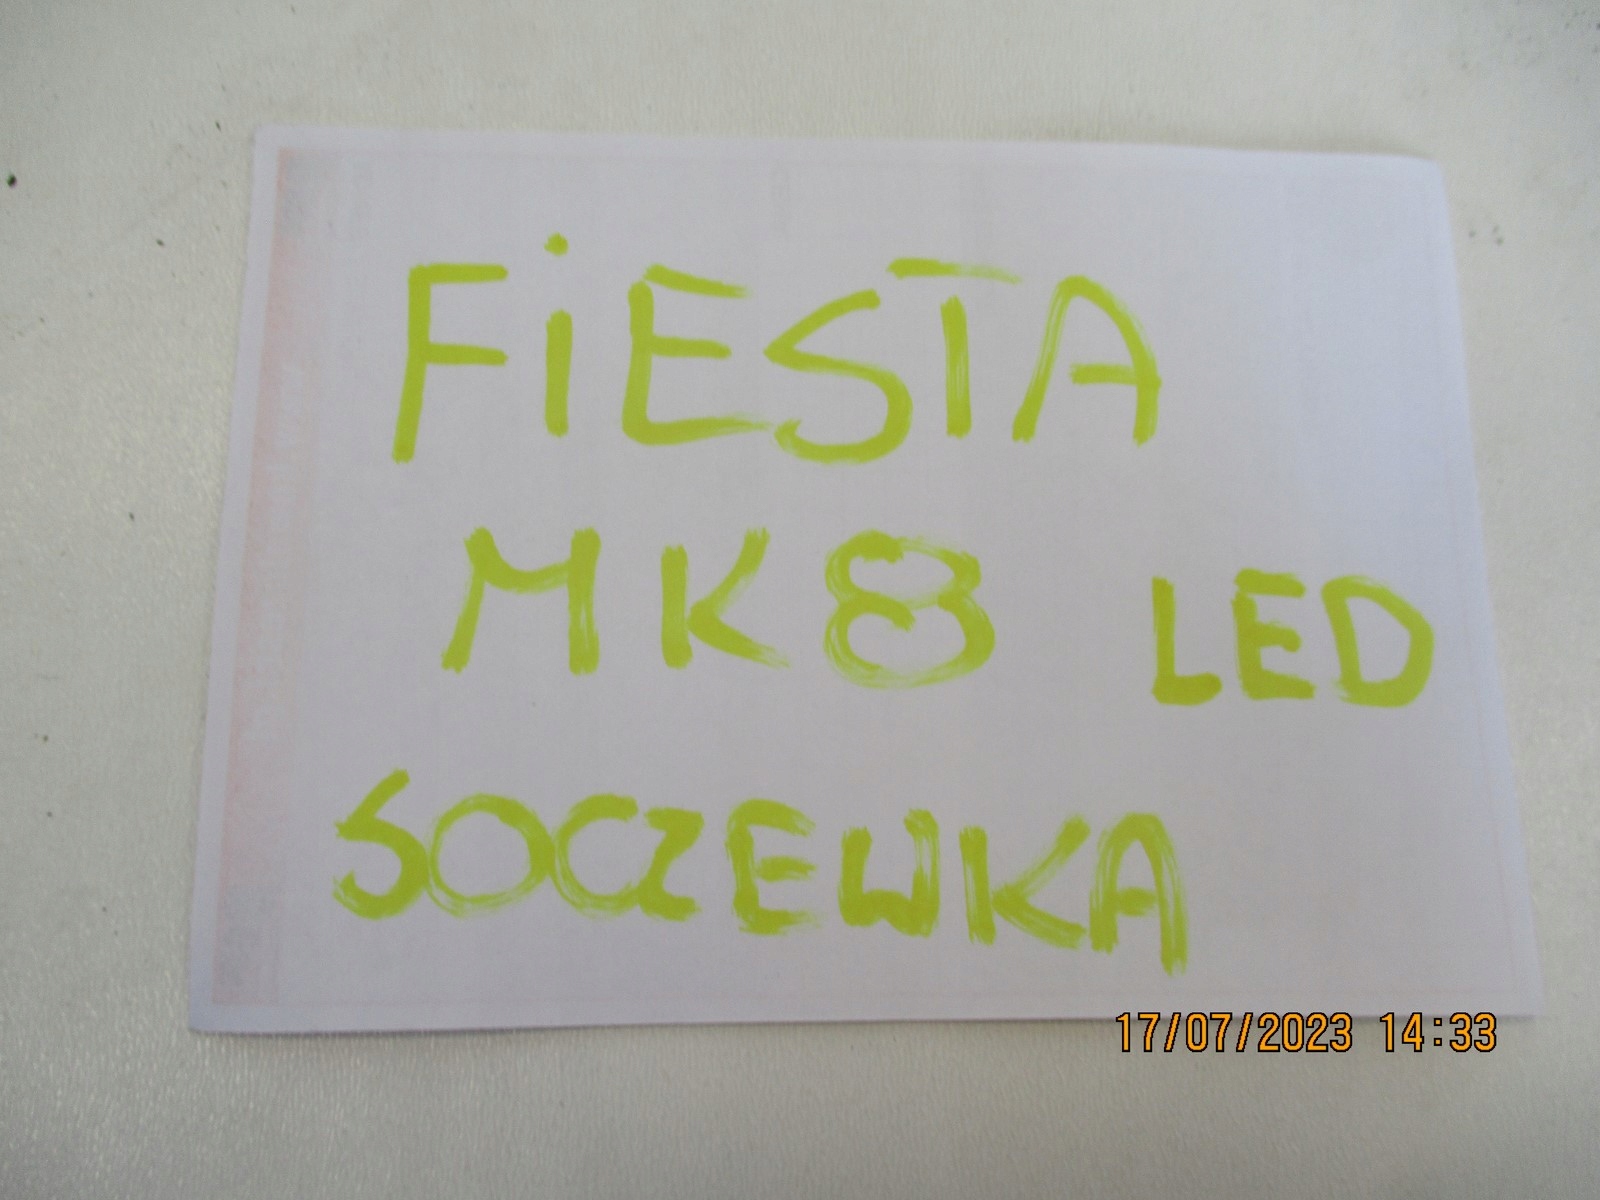 FiESTA
MK8 LED
SOCZEWKA
17/07/2023 14:33